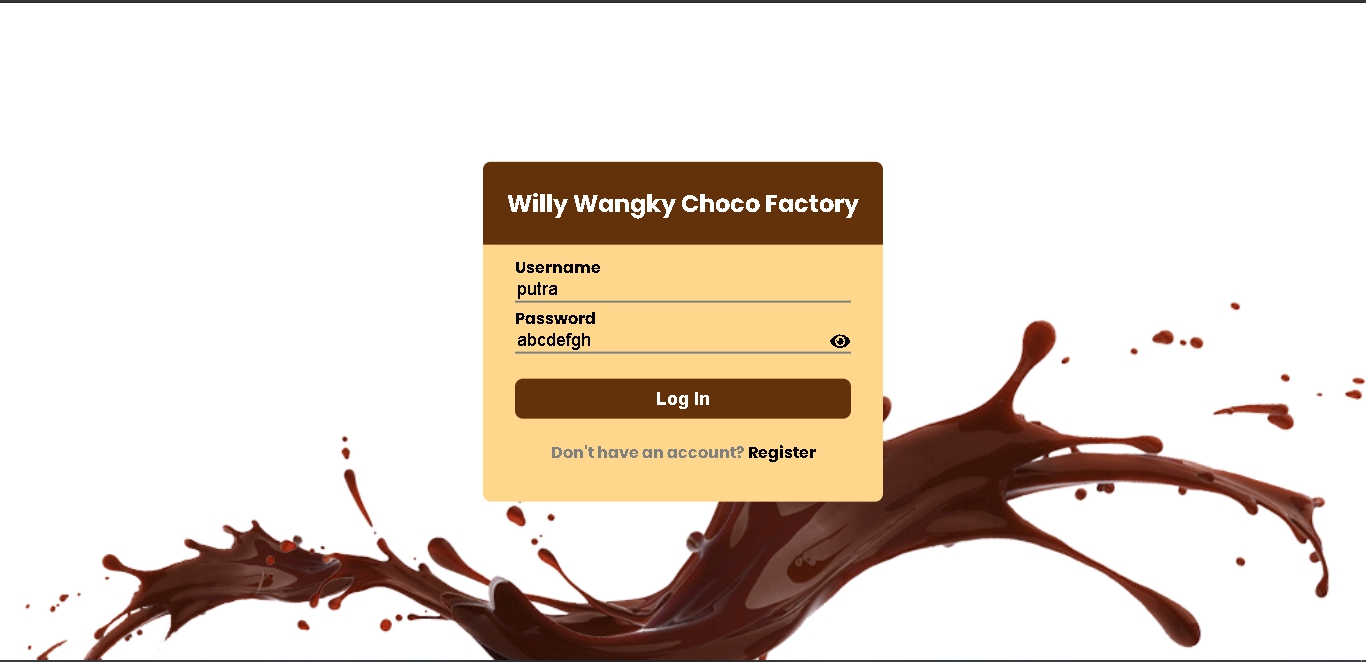 Willy Wangky Choco Factory
Username
putra
Password
abcdefgh
Log In
Don't have an account? Register